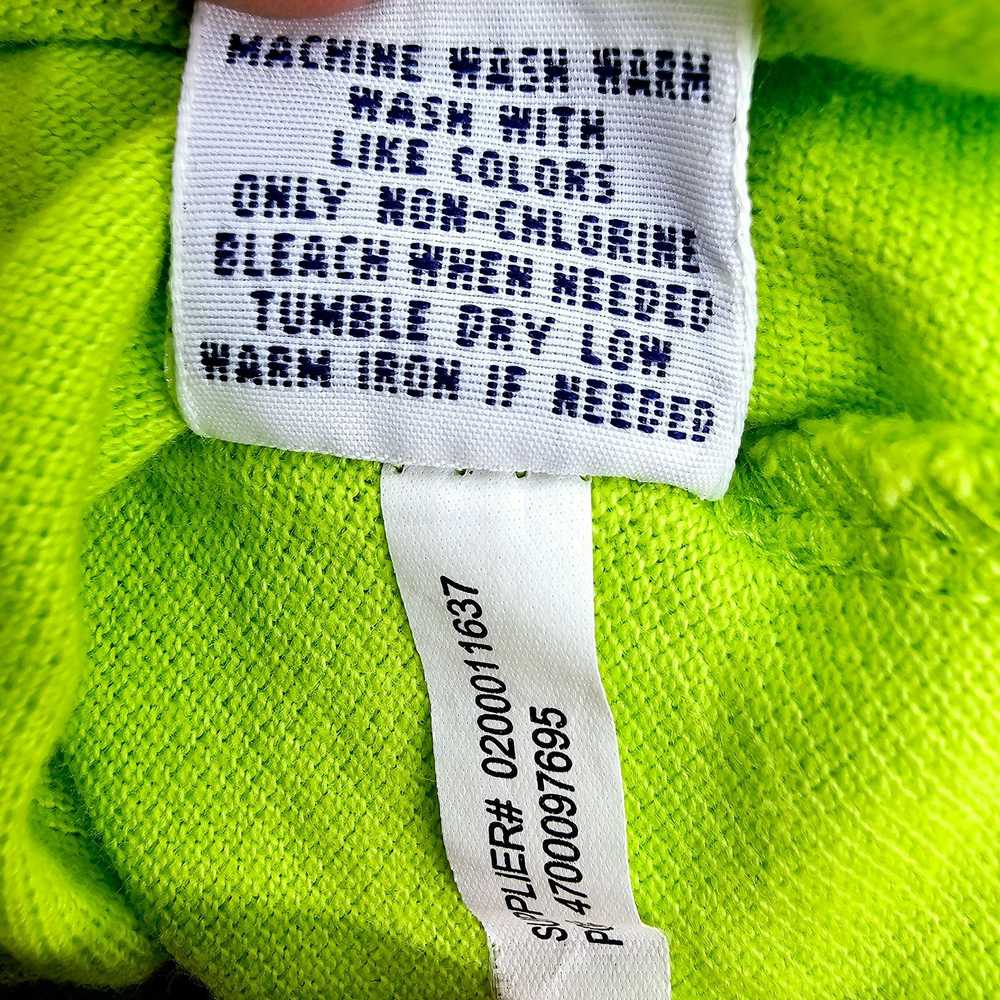 MACHINE WASH WARM
WASH WITH
LIKE COLORS
ONLY NON-CHLORINE
BLEACH WHEN NEEDED
TUMBLE DRY LOW
WARM IRON IF NEEDED
SUPPLIER# 0200011637
4700097695